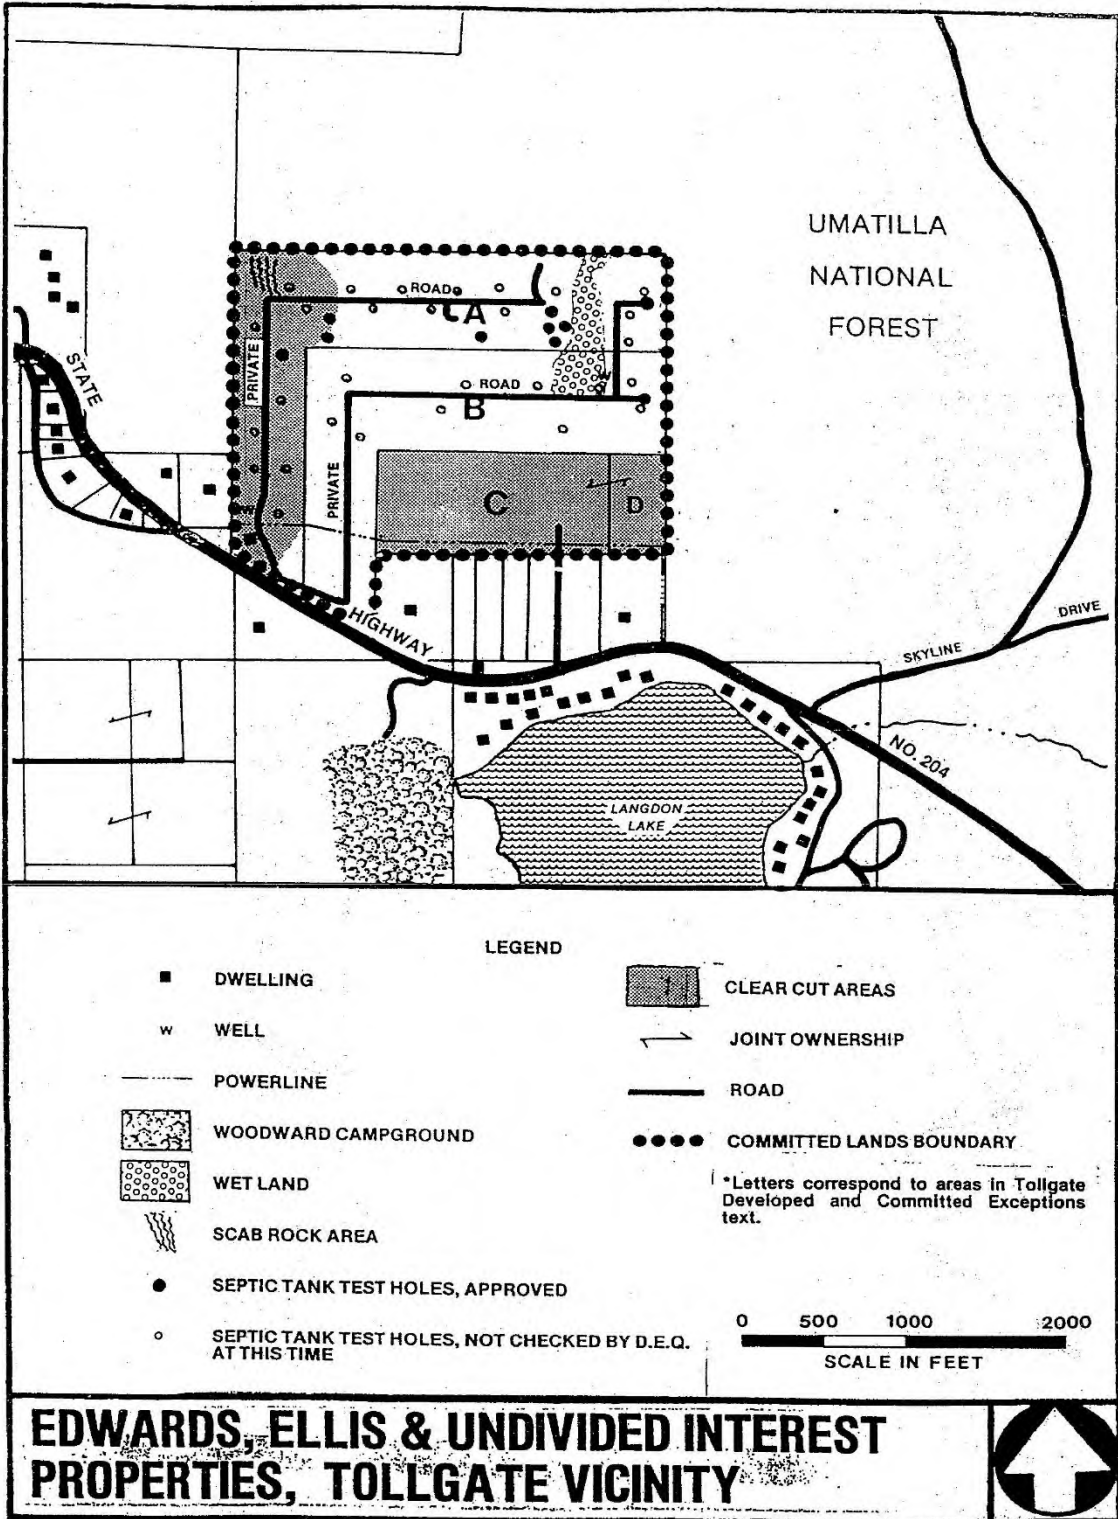 UMATILLA
NATIONAL
FOREST
STATE
PRIVATE
ROAD
A
W
ROAD
B
PRIVATE
C
D
W
HIGHWAY
DRIVE
SKYLINE
NO. 204
LANGDON
LAKE
LEGEND
DWELLING
W WELL
POWERLINE
WOODWARD CAMPGROUND
WET LAND
SCAB ROCK AREA
SEPTIC TANK TEST HOLES, APPROVED
SEPTIC TANK TEST HOLES, NOT CHECKED BY D.E.Q.
AT THIS TIME
CLEAR CUT AREAS
JOINT OWNERSHIP
ROAD
COMMITTED LANDS BOUNDARY
*Letters correspond to areas in Tollgate
Developed and Committed Exceptions
text.
0 500 1000 2000
SCALE IN FEET
EDWARDS, ELLIS & UNDIVIDED INTEREST
PROPERTIES, TOLLGATE VICINITY